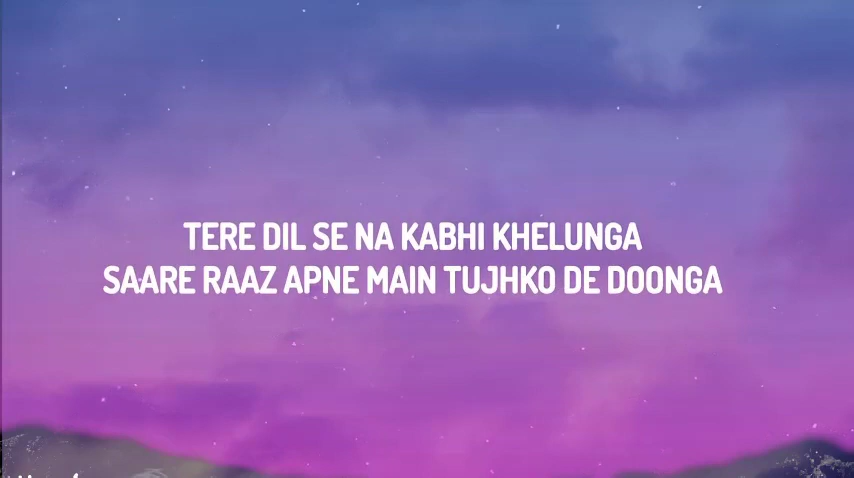 TERE DIL SE NA KABHI KHELUNGA
SAARE RAAZ APNE MAIN TUJHKO DE DOONGA